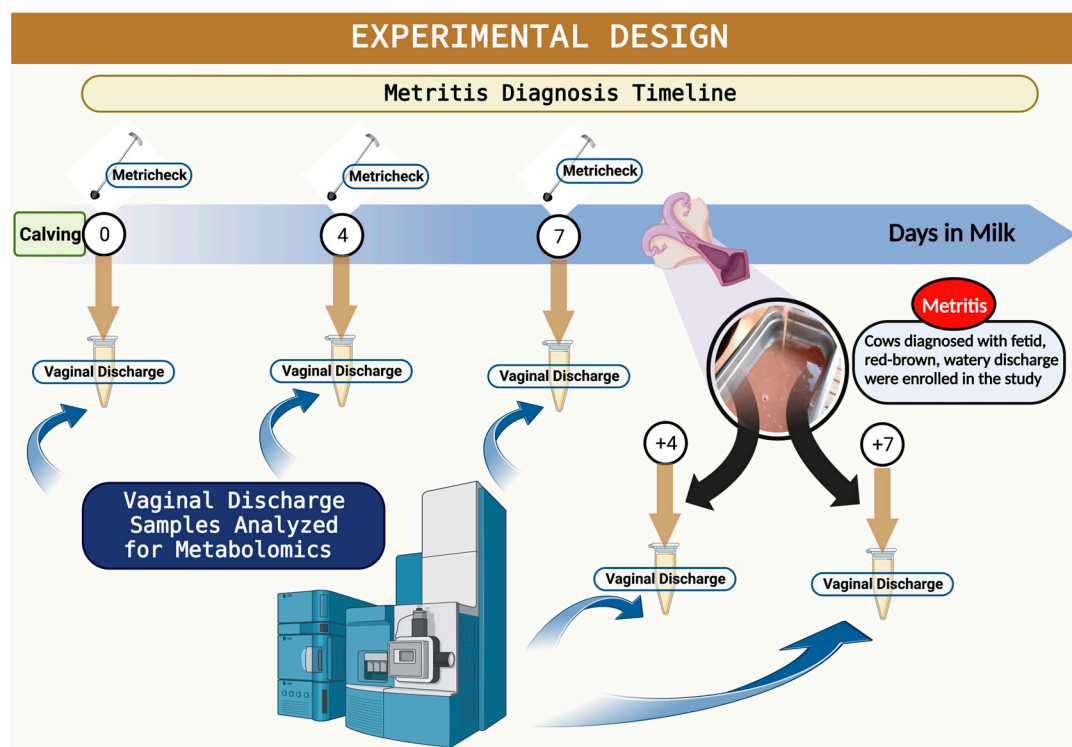 EXPERIMENTAL DESIGN
Metritis Diagnosis Timeline
Metricheck
Metricheck
Metricheck
Calving
0
4
7
Days in Milk
Metritis
Cows diagnosed with fetid,
red-brown, watery discharge
were enrolled in the study
Vaginal Discharge
Vaginal Discharge
Vaginal Discharge
+4
+7
Vaginal Discharge
Samples Analyzed
for Metabolomics
Vaginal Discharge
Vaginal Discharge